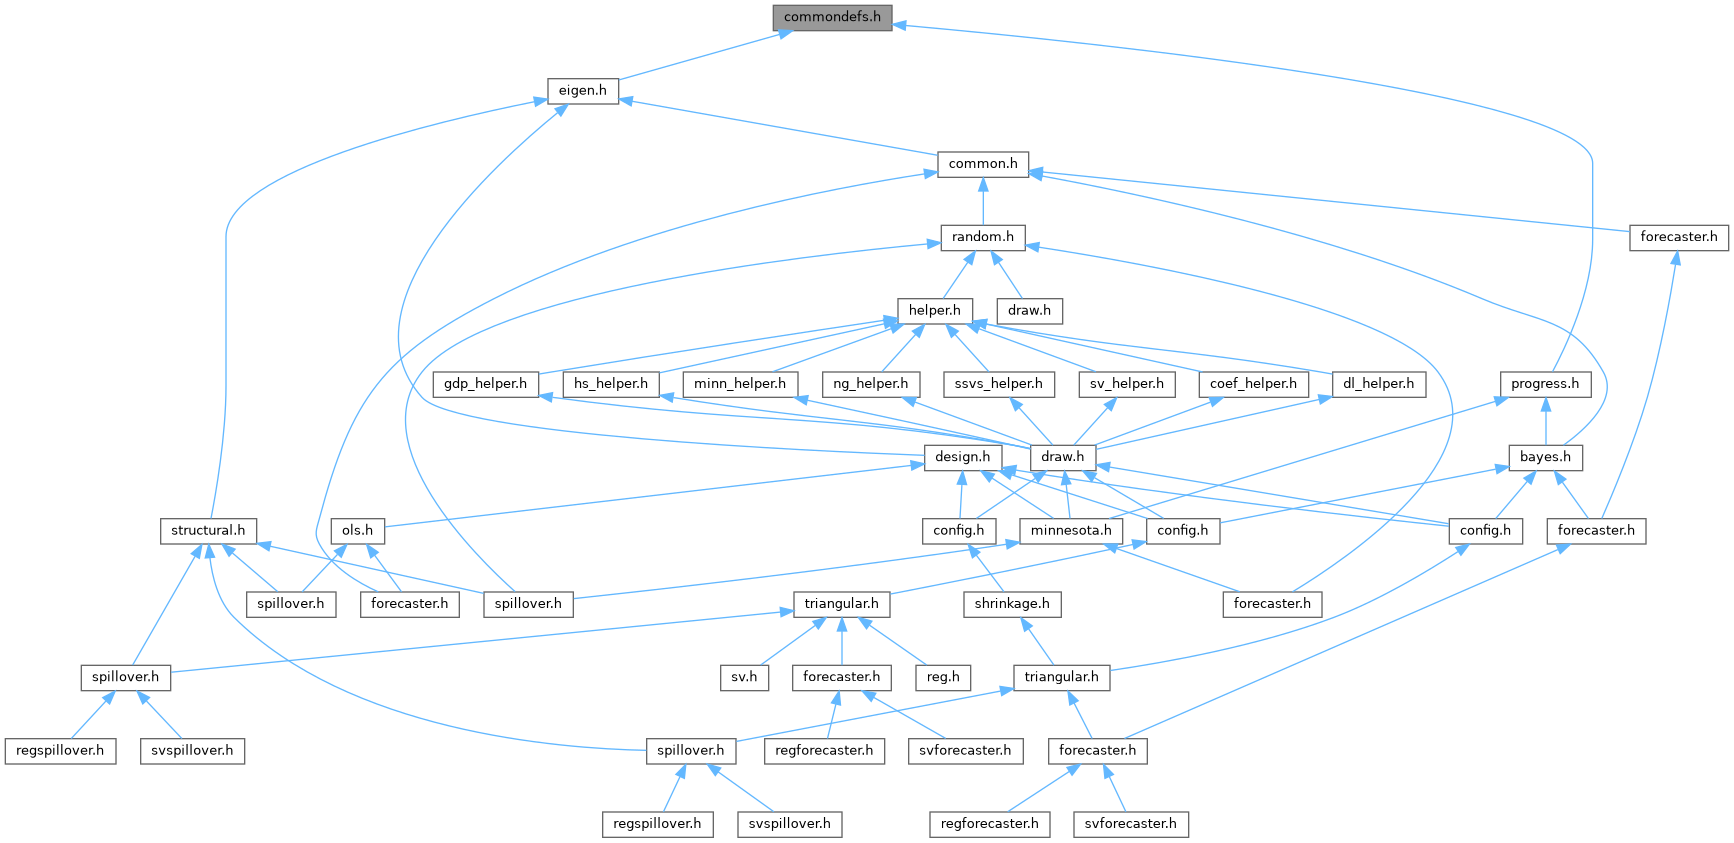 commondefs.h
eigen.h
common.h
random.h
forecaster.h
helper.h
draw.h
gdp_helper.h
hs_helper.h
minn_helper.h
ng_helper.h
ssvs_helper.h
sv_helper.h
coef_helper.h
dl_helper.h
progress.h
design.h
draw.h
bayes.h
structural.h
ols.h
config.h
minnesota.h
config.h
config.h
forecaster.h
spillover.h
forecaster.h
spillover.h
triangular.h
shrinkage.h
forecaster.h
spillover.h
sv.h
forecaster.h
reg.h
triangular.h
regspillover.h
svspillover.h
spillover.h
regforecaster.h
svforecaster.h
forecaster.h
regspillover.h
svspillover.h
regforecaster.h
svforecaster.h